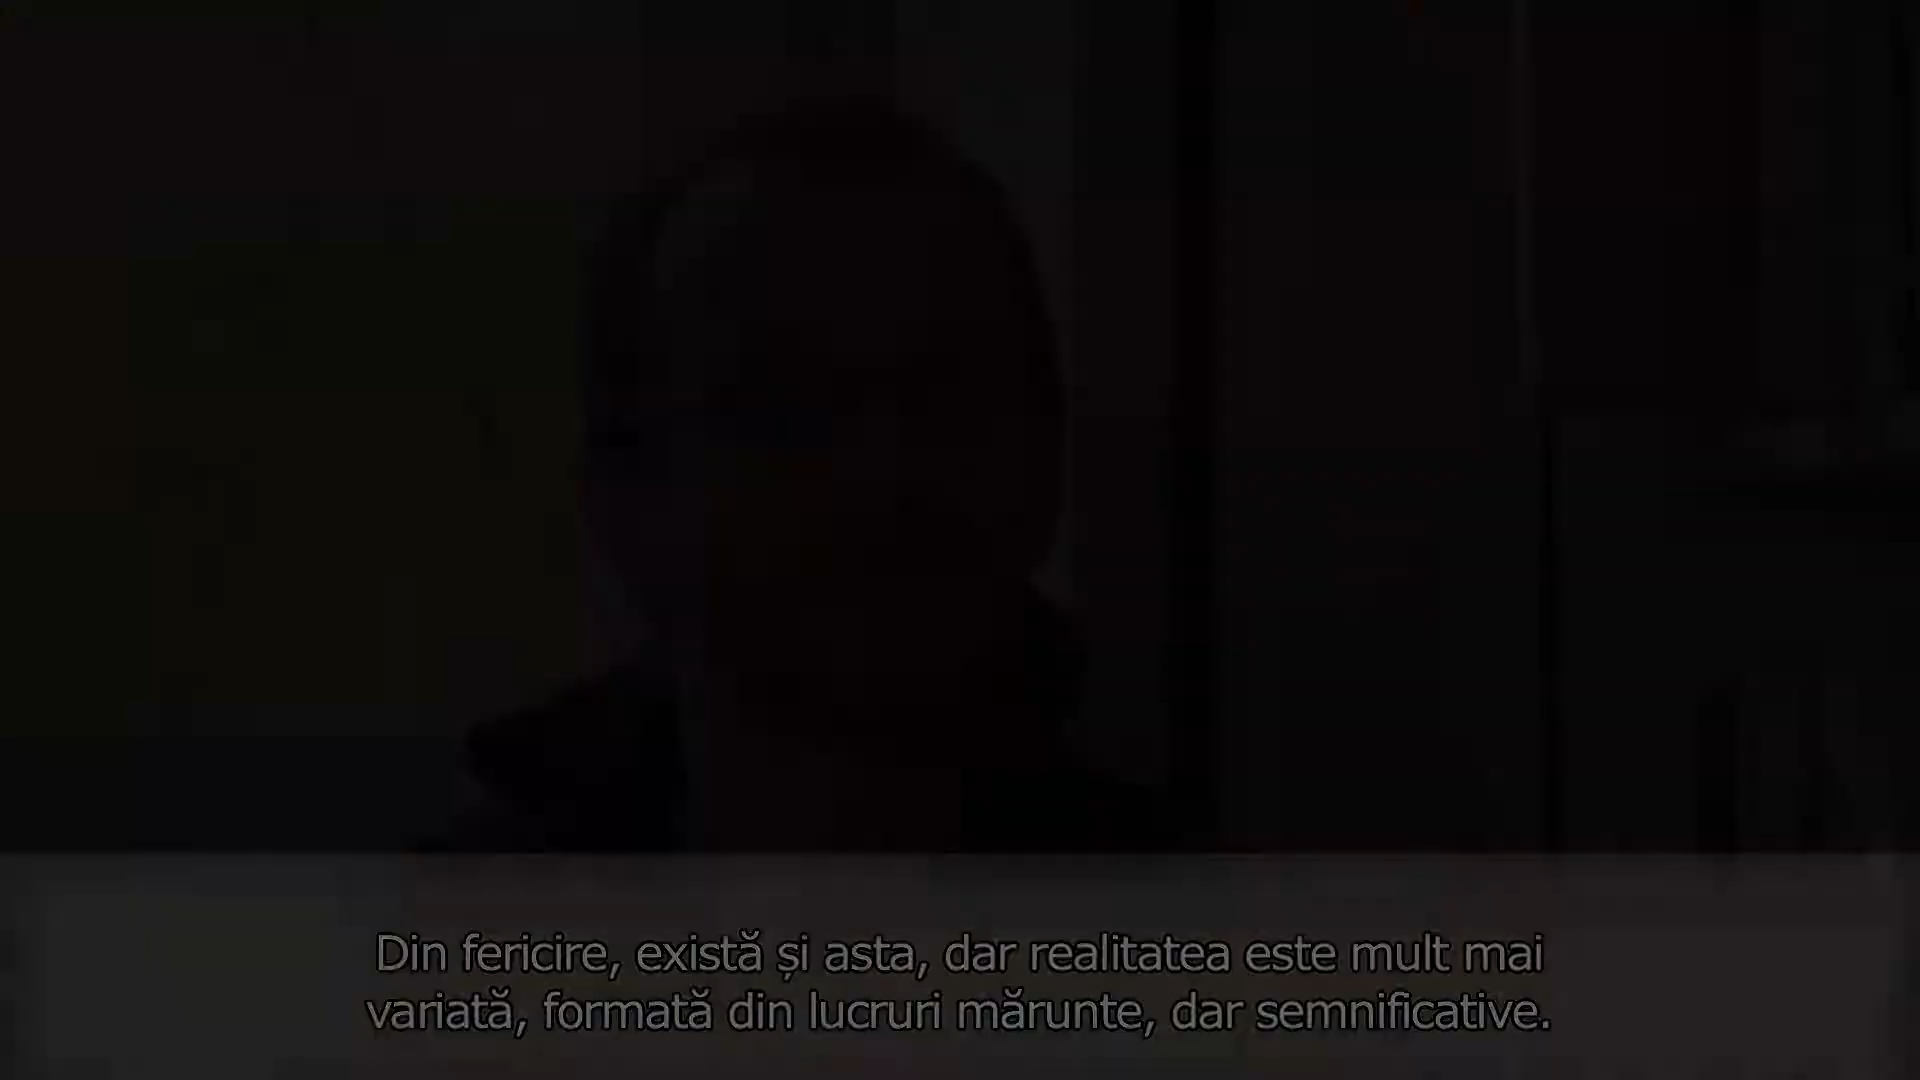 Din fericire, există și asta, dar realitatea este mult mai
variată, formată din lucruri mărunte, dar semnificative.